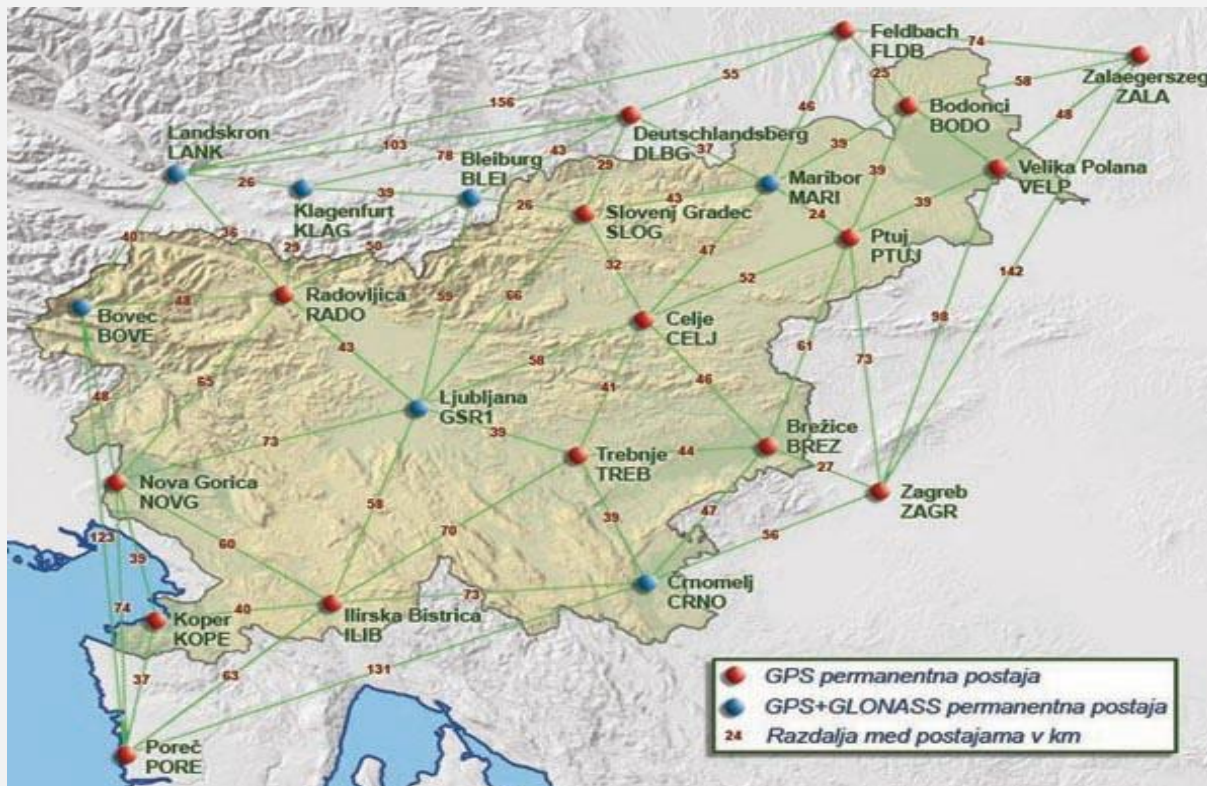 Feldbach
FLDB
74
Zalaegerszeg
ZALA
25
58
55
Bodonci
BODO
156
46
48
Deutschlandsberg
DLBG
Landskron
LANK
103
78
43
37
39
Bleiburg
BLEI
29
Velika Polana
VELP
Maribor
MARI
39
26
39
Klagenfurt
KLAG
26
43
Slovenj Gradec
SLOG
39
24
Ptuj
PTUJ
40
36
29
50
47
32
52
142
59
66
48
Radovljica
RADO
Bovec
BOVE
Celje
CELJ
98
43
58
61
73
65
41
46
48
Ljubljana
GSR1
73
39
44
Brežice
BREZ
Trebnje
TREB
27
Nova Gorica
NOVG
Zagreb
ZAGR
58
70
39
47
56
123
60
39
Črnomelj
CRNO
73
74
40
Koper
KOPE
Ilirska Bistrica
ILIB
37
63
131
Poreč
PORE
GPS permanentna postaja
GPS+GLONASS permanentna postaja
24 Razdalja med postajama v km